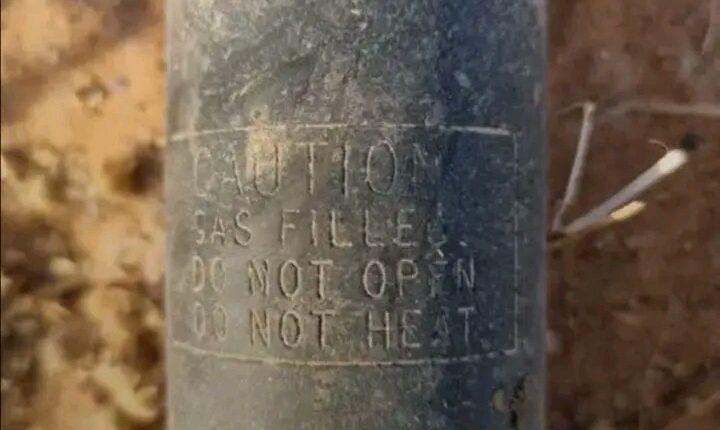 CAUTION
GAS FILLED.
DO NOT OPEN
DO NOT HEAT